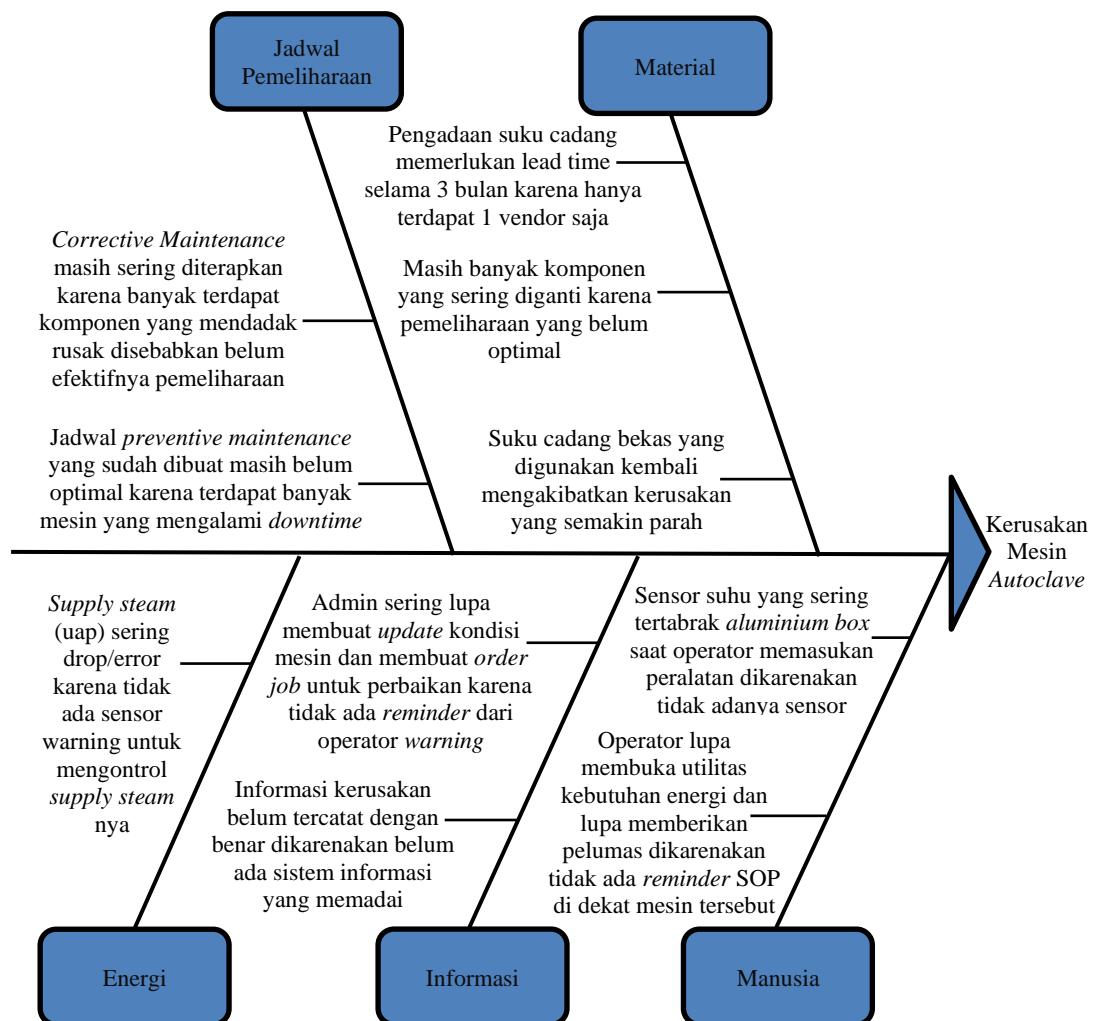 Jadwal
Pemeliharaan
Material
Pengadaan suku cadang
memerlukan lead time
selama 3 bulan karena hanya
terdapat 1 vendor saja
Corrective Maintenance
masih sering diterapkan
karena banyak terdapat
komponen yang mendadak
rusak disebabkan belum
efektifnya pemeliharaan
Masih banyak komponen
yang sering diganti karena
pemeliharaan yang belum
optimal
Jadwal preventive maintenance
yang sudah dibuat masih belum
optimal karena terdapat banyak
mesin yang mengalami downtime
Suku cadang bekas yang
digunakan kembali
mengakibatkan kerusakan
yang semakin parah
Kerusakan
Mesin
Autoclave
Supply steam
(uap) sering
drop/error
karena tidak
ada sensor
warning untuk
mengontrol
supply steam
nya
Admin sering lupa
membuat update kondisi
mesin dan membuat order
job untuk perbaikan karena
tidak ada reminder dari
operator warning
Informasi kerusakan
belum tercatat dengan
benar dikarenakan belum
ada sistem informasi
yang memadai
Sensor suhu yang sering
tertabrak aluminium box
saat operator memasukan
peralatan dikarenakan
tidak adanya sensor
Operator lupa
membuka utilitas
kebutuhan energi dan
lupa memberikan
pelumas dikarenakan
tidak ada reminder SOP
di dekat mesin tersebut
Energi
Informasi
Manusia